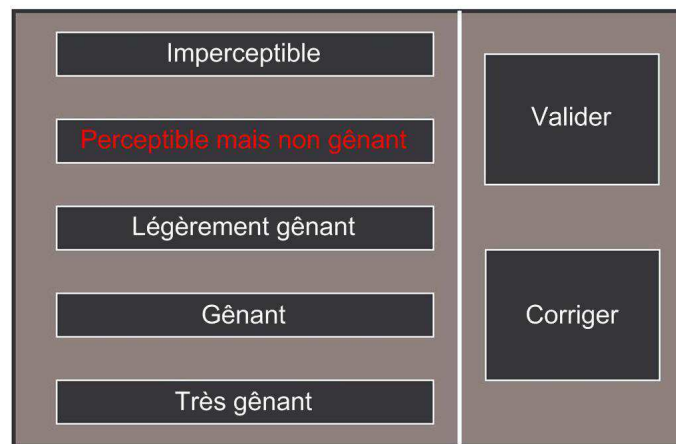 Imperceptible
Perceptible mais non gênant
Légèrement gênant
Gênant
Très gênant
Valider
Corriger